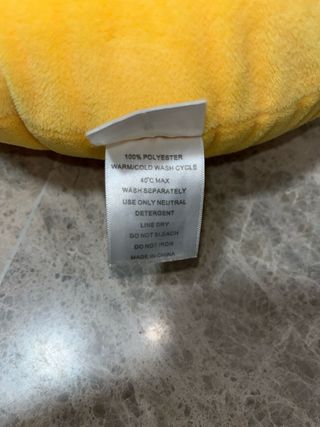 100% POLYESTER
WARM/COLD WASH CYCLE
40°C MAX
WASH SEPARATELY
USE ONLY NEUTRAL
DETERGENT
LINE DRY
DO NOT BLEACH
DO NOT IRON
MADE IN CHINA